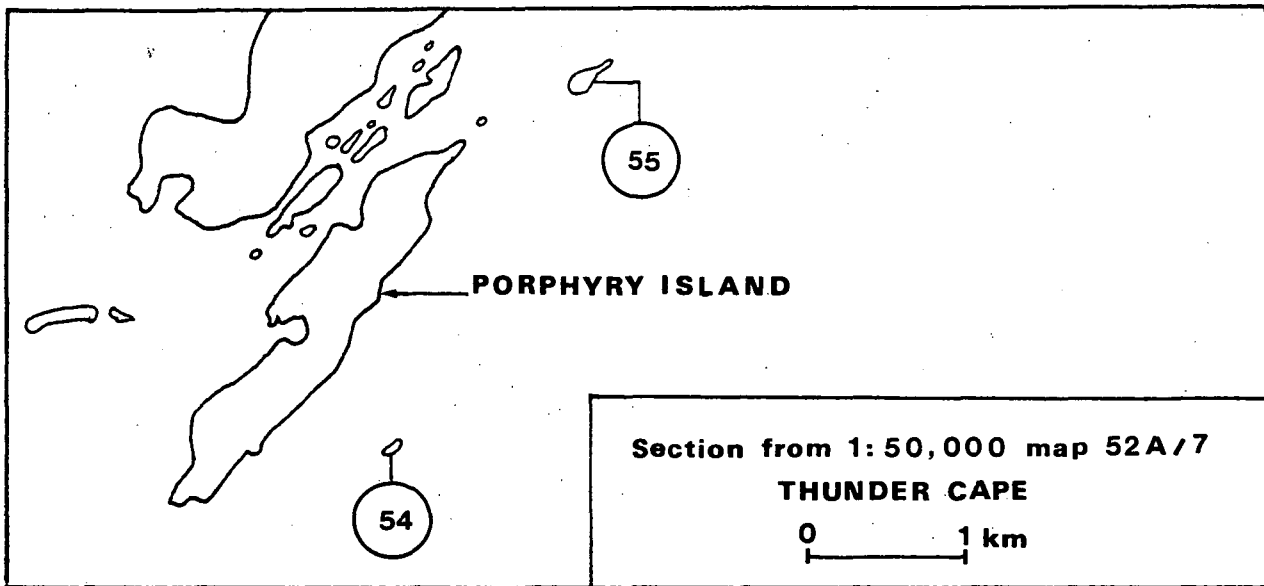 55
PORPHYRY ISLAND
54
Section from 1:50,000 map 52A/7
THUNDER CAPE
0 1 km